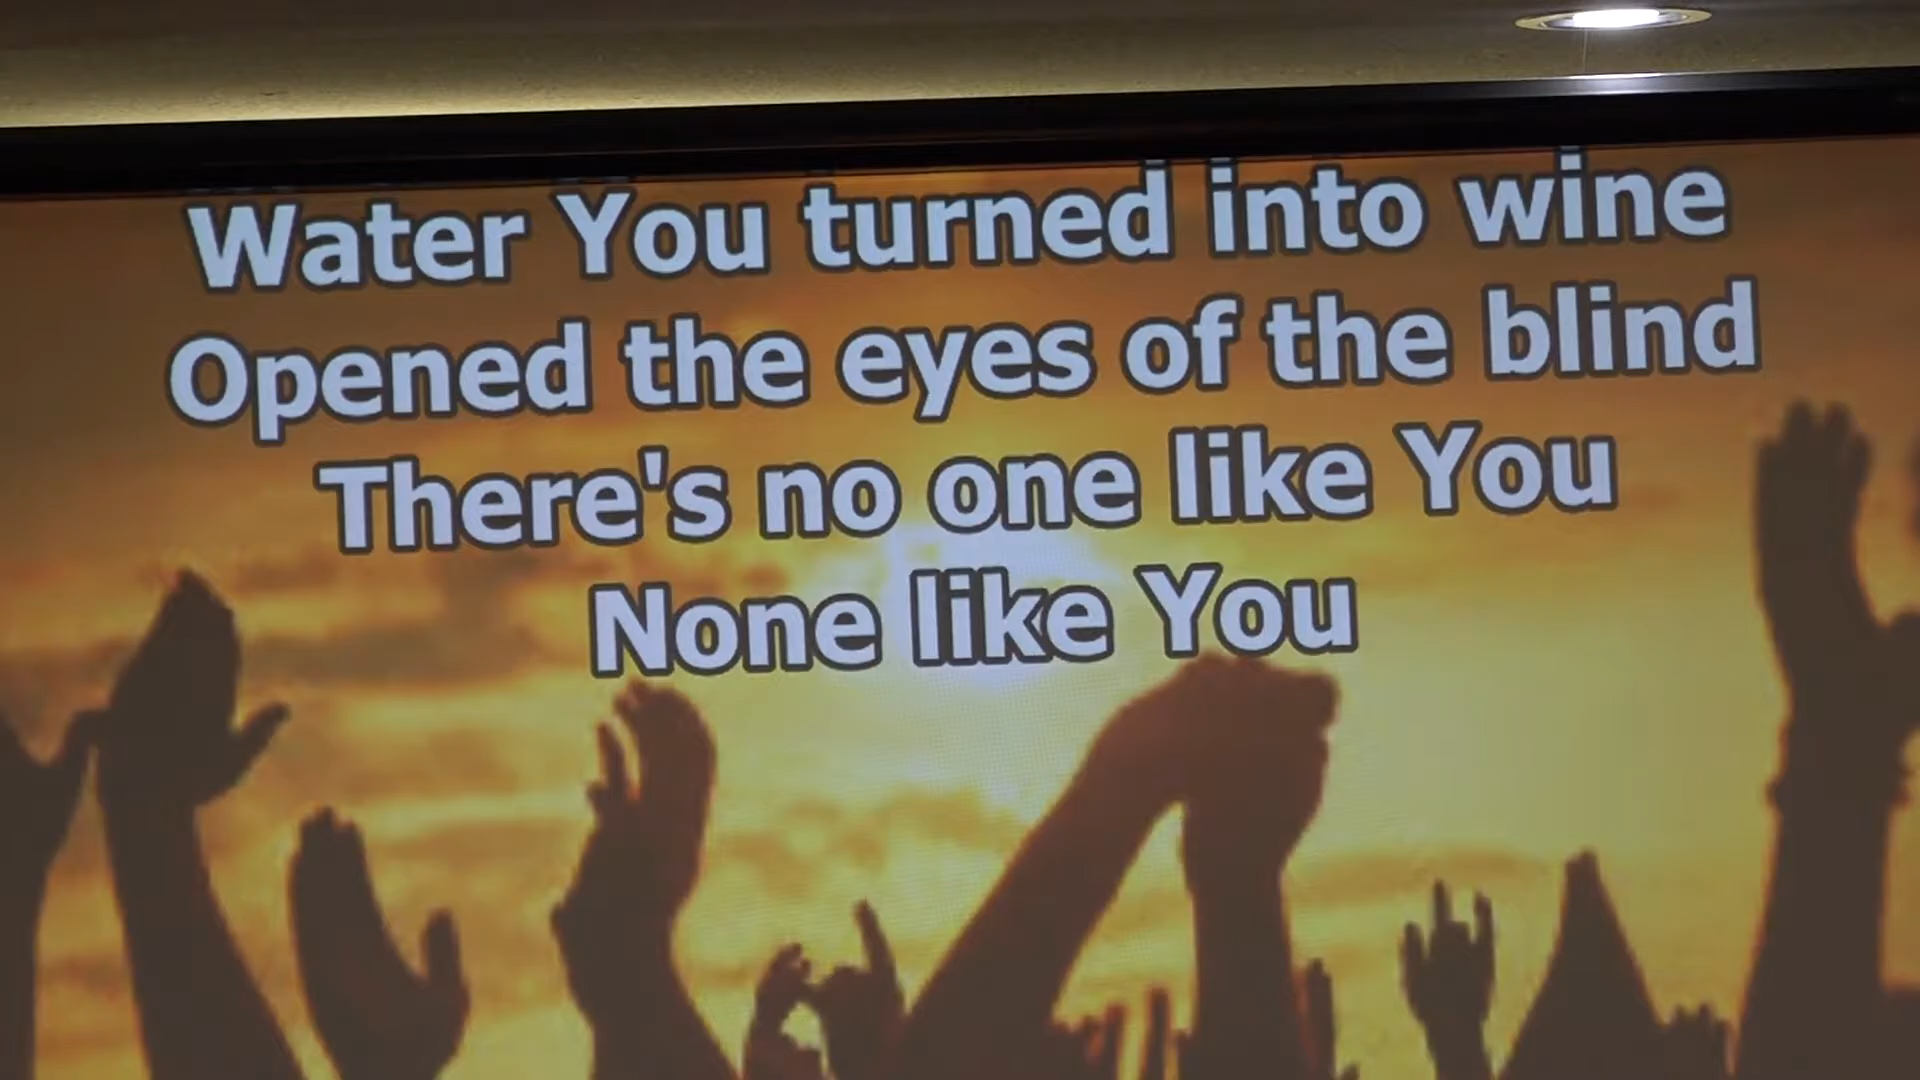 Water You turned into wine
Opened the eyes of the blind
There's no one like You
None like You